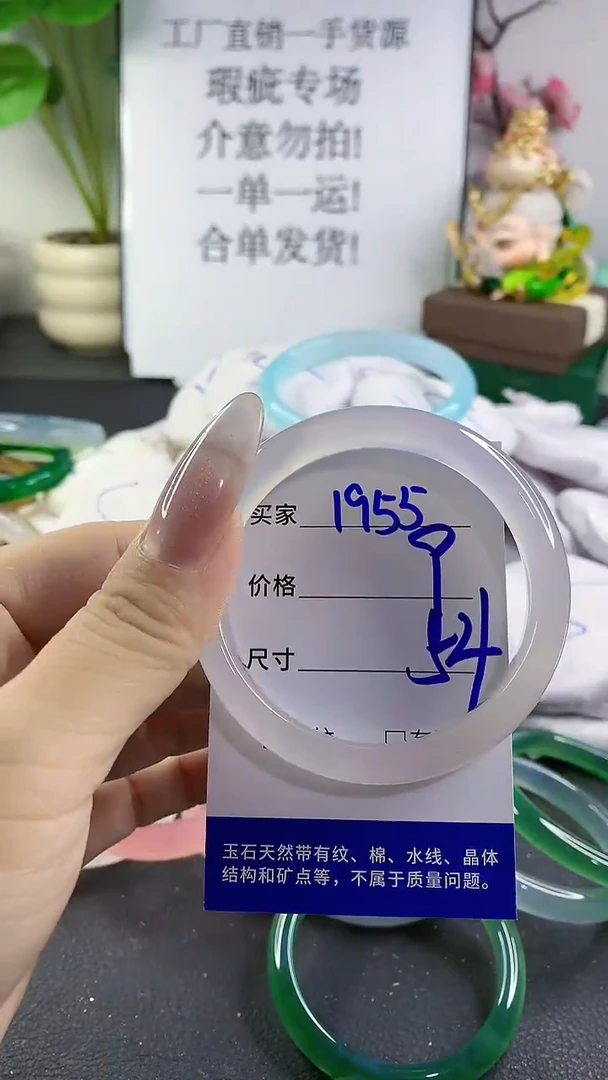 工厂直销一手货源
瑕疵专场
介意勿拍!
一单一运!
合单发货!
买家 1955
价格
尺寸 54
玉石天然带有纹、棉、水线、晶体
结构和矿点等，不属于质量问题。